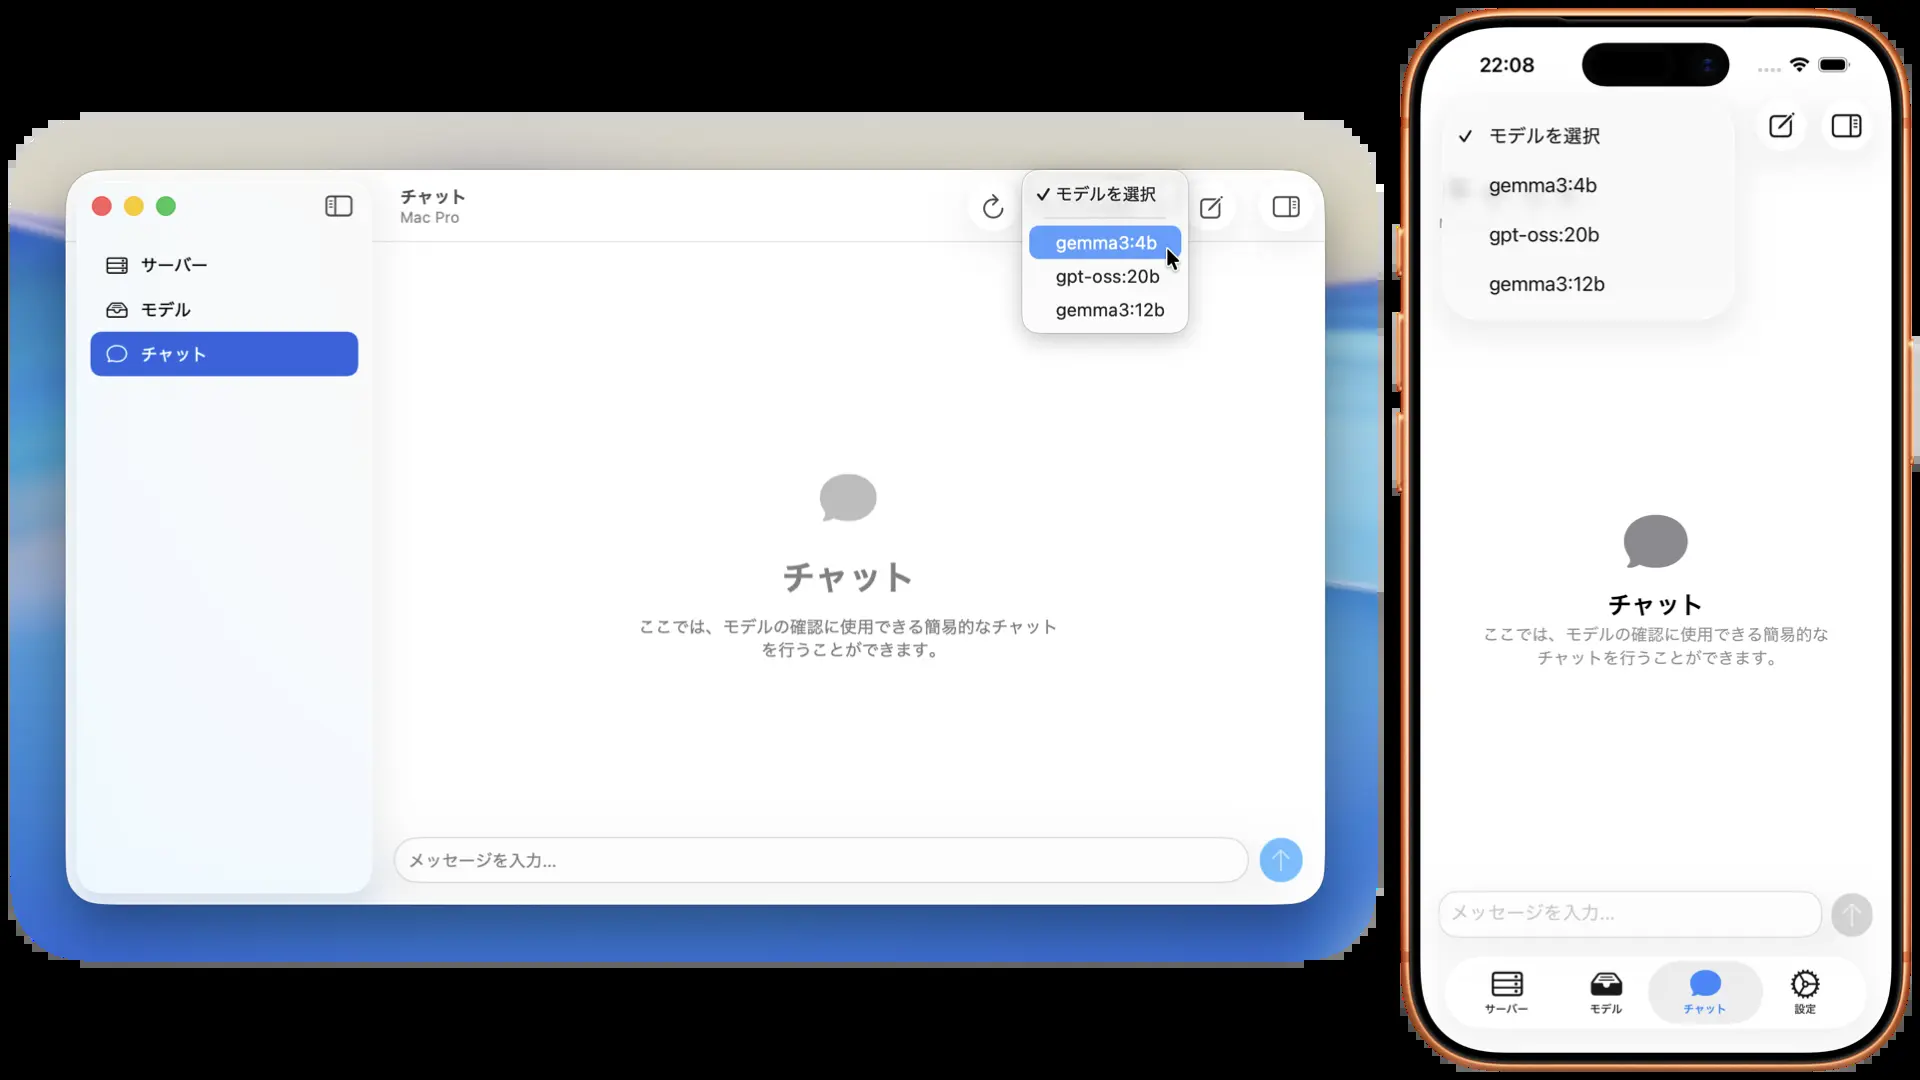 チャット
Mac Pro
サーバー
モデル
チャット
✓ モデルを選択
gemma3:4b
gpt-oss:20b
gemma3:12b
チャット
ここでは、モデルの確認に使用できる簡易的なチャット
を行うことができます。
メッセージを入力...
22:08
✓ モデルを選択
gemma3:4b
gpt-oss:20b
gemma3:12b
チャット
ここでは、モデルの確認に使用できる簡易的な
チャットを行うことができます。
メッセージを入力...
サーバー
モデル
チャット
設定